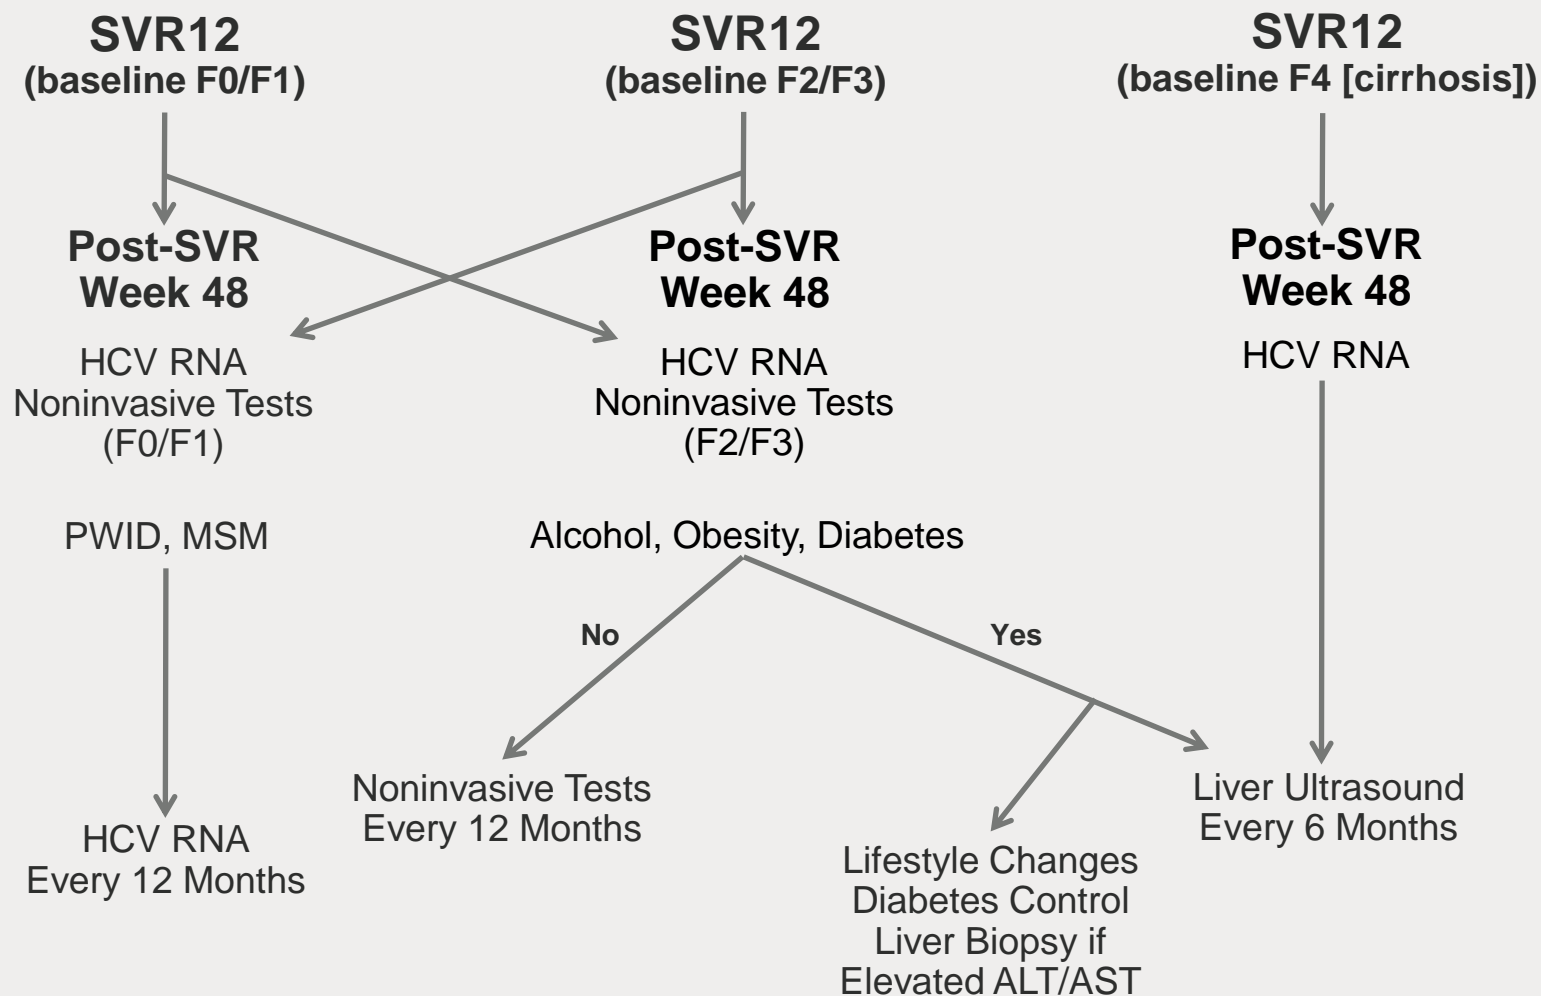 SVR12
(baseline F0/F1)
SVR12
(baseline F2/F3)
SVR12
(baseline F4 [cirrhosis])
Post-SVR
Week 48
HCV RNA
Noninvasive Tests
(F0/F1)
Post-SVR
Week 48
HCV RNA
Noninvasive Tests
(F2/F3)
Post-SVR
Week 48
HCV RNA
PWID, MSM
Alcohol, Obesity, Diabetes
No
Yes
HCV RNA
Every 12 Months
Noninvasive Tests
Every 12 Months
Lifestyle Changes
Diabetes Control
Liver Biopsy if
Elevated ALT/AST
Liver Ultrasound
Every 6 Months